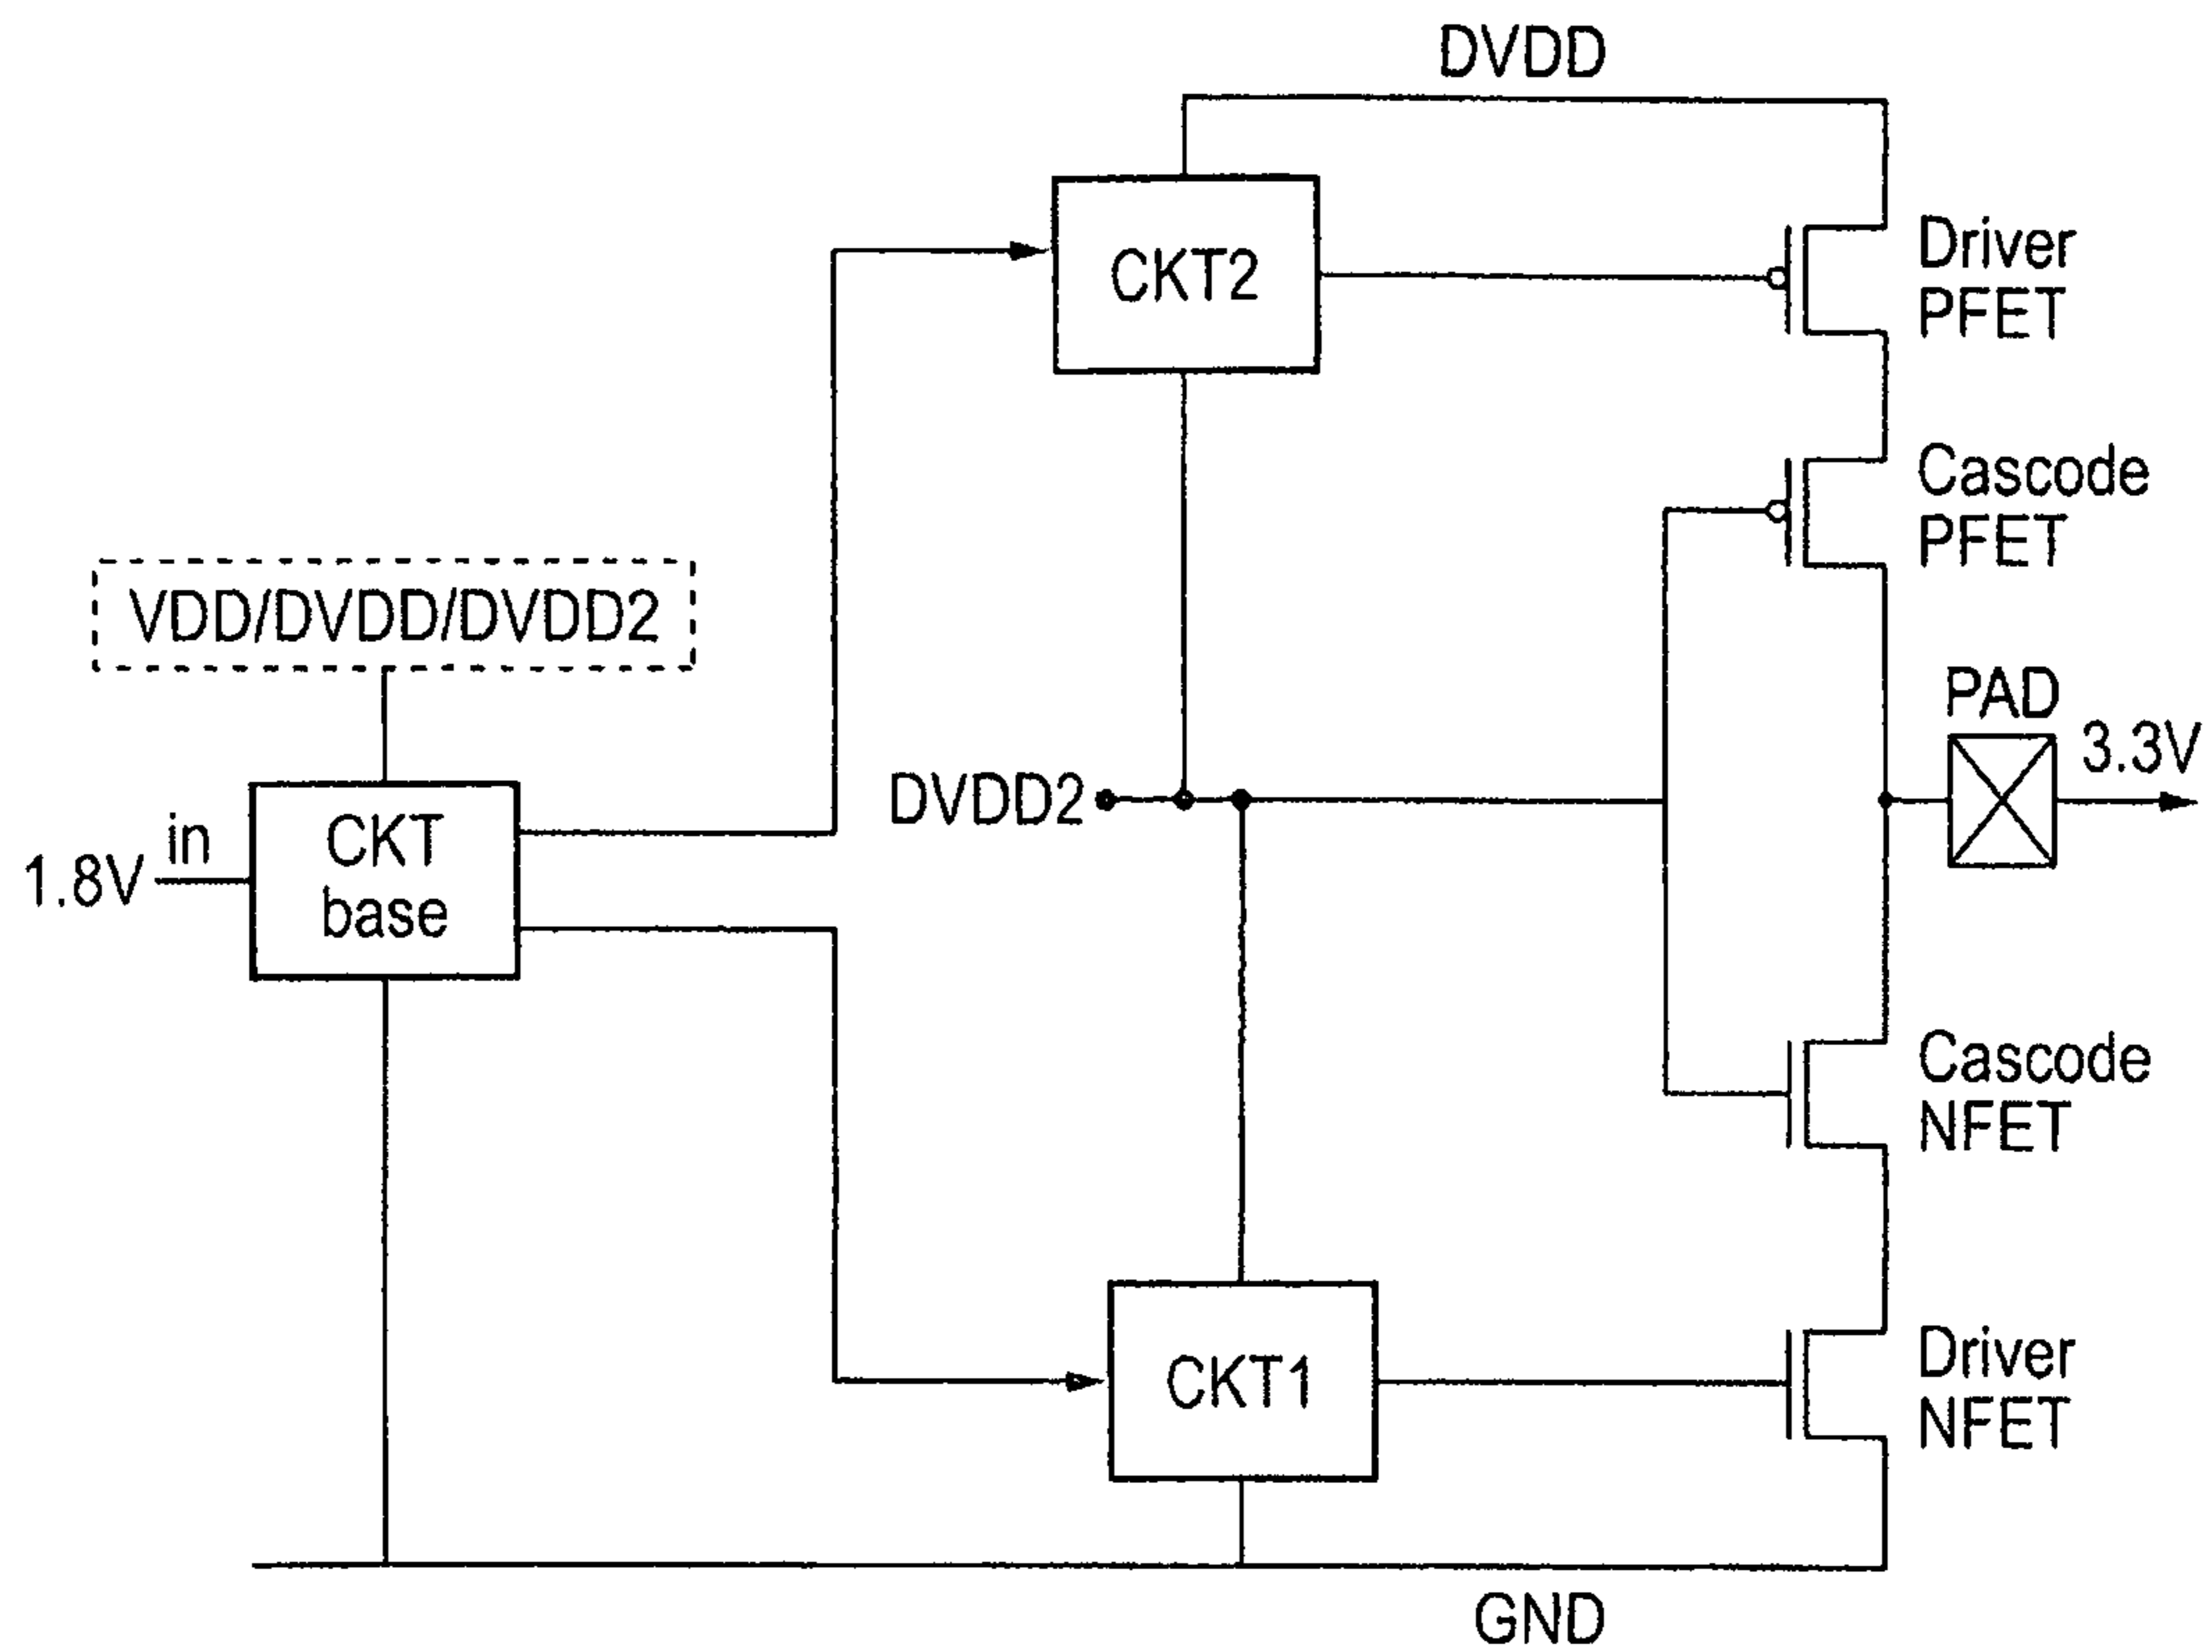 DVDD
CKT2
Driver
PFET
Cascode
PFET
VDD/DVDD/DVDD2
PAD
3.3V
DVDD2
in
1.8V
CKT
base
Cascode
NFET
CKT1
Driver
NFET
GND